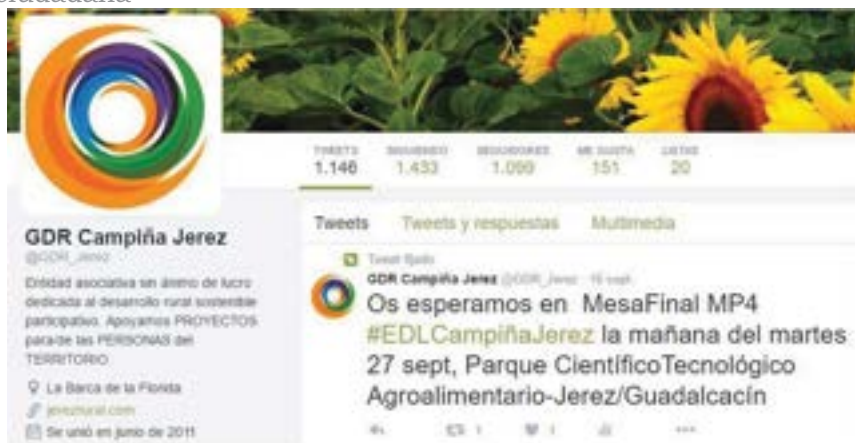 TWEETS SIGUIENDO SEGUIDORES ME GUSTA LISTAS
1.146 1.433 1.099 151 20
GDR Campiña Jerez
@GDR_Jerez
Entidad asociativa sin ánimo de lucro
dedicada al desarrollo rural sostenible
participativo. Apoyamos PROYECTOS
para/de las PERSONAS del
TERRITORIO
La Barca de la Florida
jerezrural.com
Se unió en junio de 2011
Tweets Tweets y respuestas Multimedia
Tweet fijado
GDR Campiña Jerez @GDR_Jerez · 15 sept.
Os esperamos en MesaFinal MP4
#EDLCampiñaJerez la mañana del martes
27 sept, Parque CientíficoTecnológico
Agroalimentario-Jerez/Guadalcacín
1 1